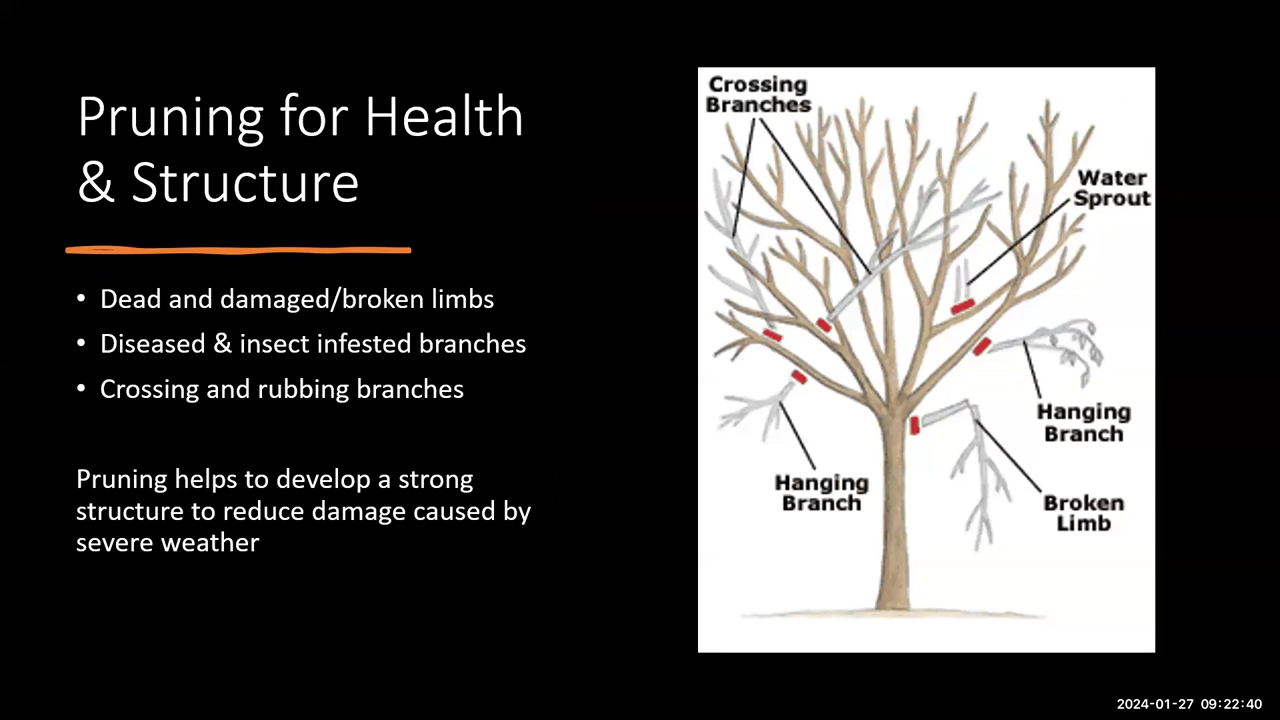 Pruning for Health
& Structure
• Dead and damaged/broken limbs
• Diseased & insect infested branches
• Crossing and rubbing branches
Pruning helps to develop a strong
structure to reduce damage caused by
severe weather
Crossing
Branches
Water
Sprout
Hanging
Branch
Hanging
Branch
Broken
Limb
2024-01-27 09:22:40